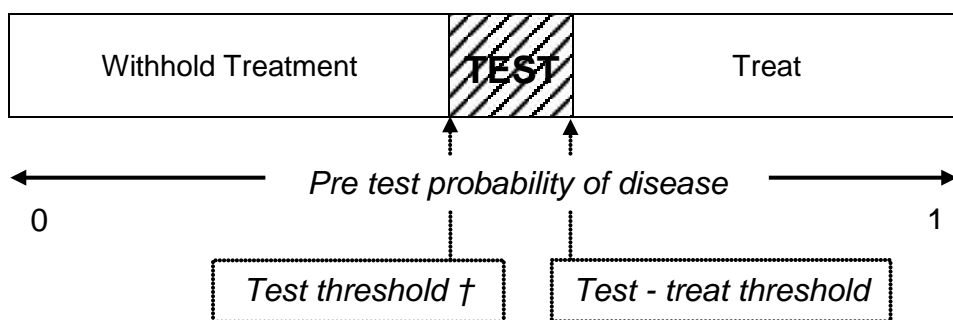 Withhold Treatment TEST Treat
Pre test probability of disease
0 1
Test threshold † Test - treat threshold